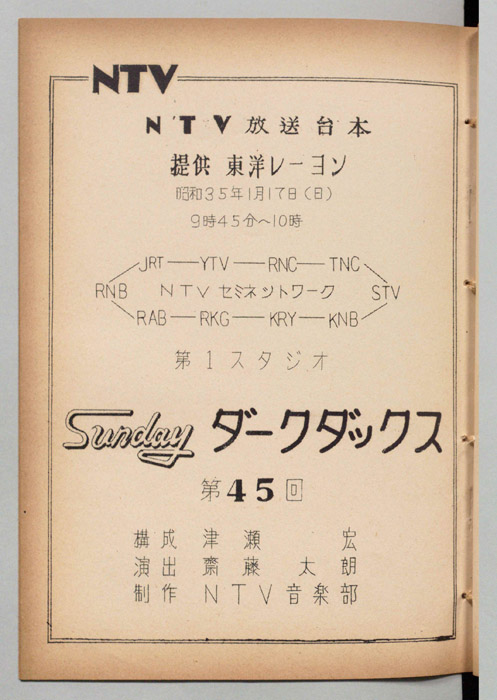 NTV
NTV放送台本
提供 東洋レーヨン
昭和35年1月17日(日)
9時45分~10時
JRT—YTV—RNC—TNC
RNB NTVセミネットワーク STV
RAB—RKG—KRY—KNB
第1スタジオ
Sunday ダークダックス
第45回
構成 津瀬 宏
演出 齋藤太朗
制作 NTV音楽部